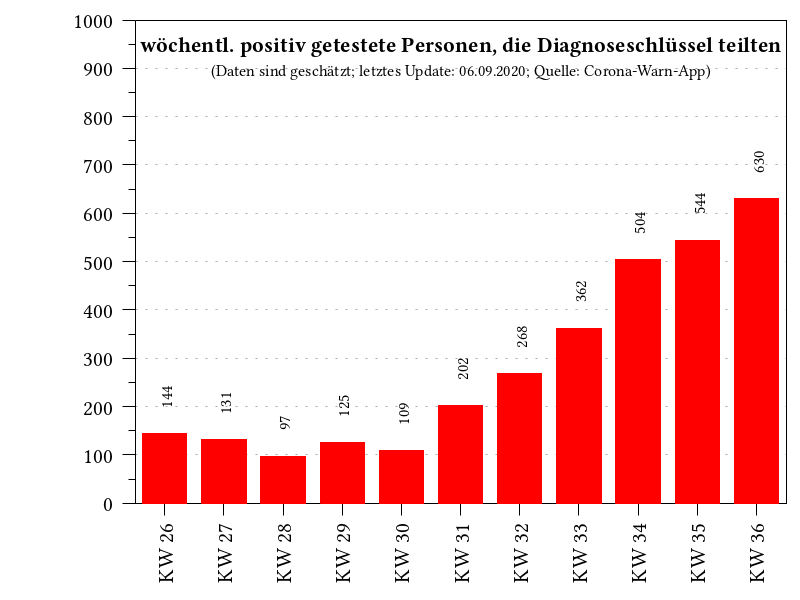 wöchentl. positiv getestete Personen, die Diagnoseschlüssel teilten
(Daten sind geschätzt; letztes Update: 06.09.2020; Quelle: Corona-Warn-App)
1000
900
800
700
600
500
400
300
200
100
0
144
131
97
125
109
202
268
362
504
544
630
KW 26
KW 27
KW 28
KW 29
KW 30
KW 31
KW 32
KW 33
KW 34
KW 35
KW 36